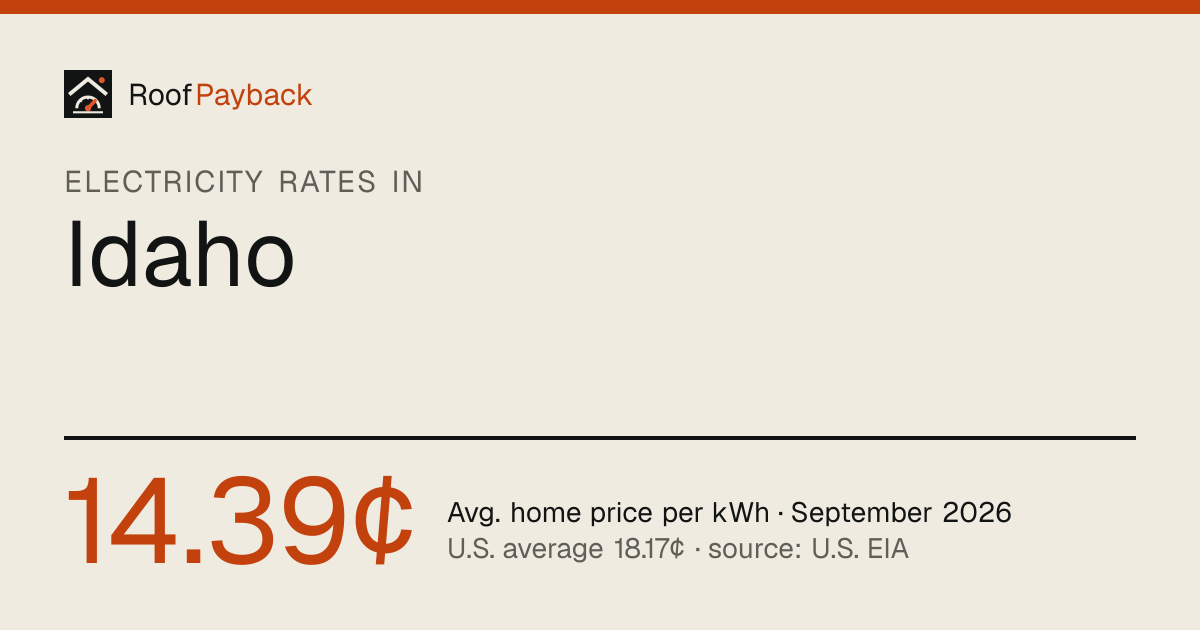 RoofPayback
ELECTRICITY RATES IN
Idaho
14.39¢
Avg. home price per kWh · September 2026
U.S. average 18.17¢ · source: U.S. EIA